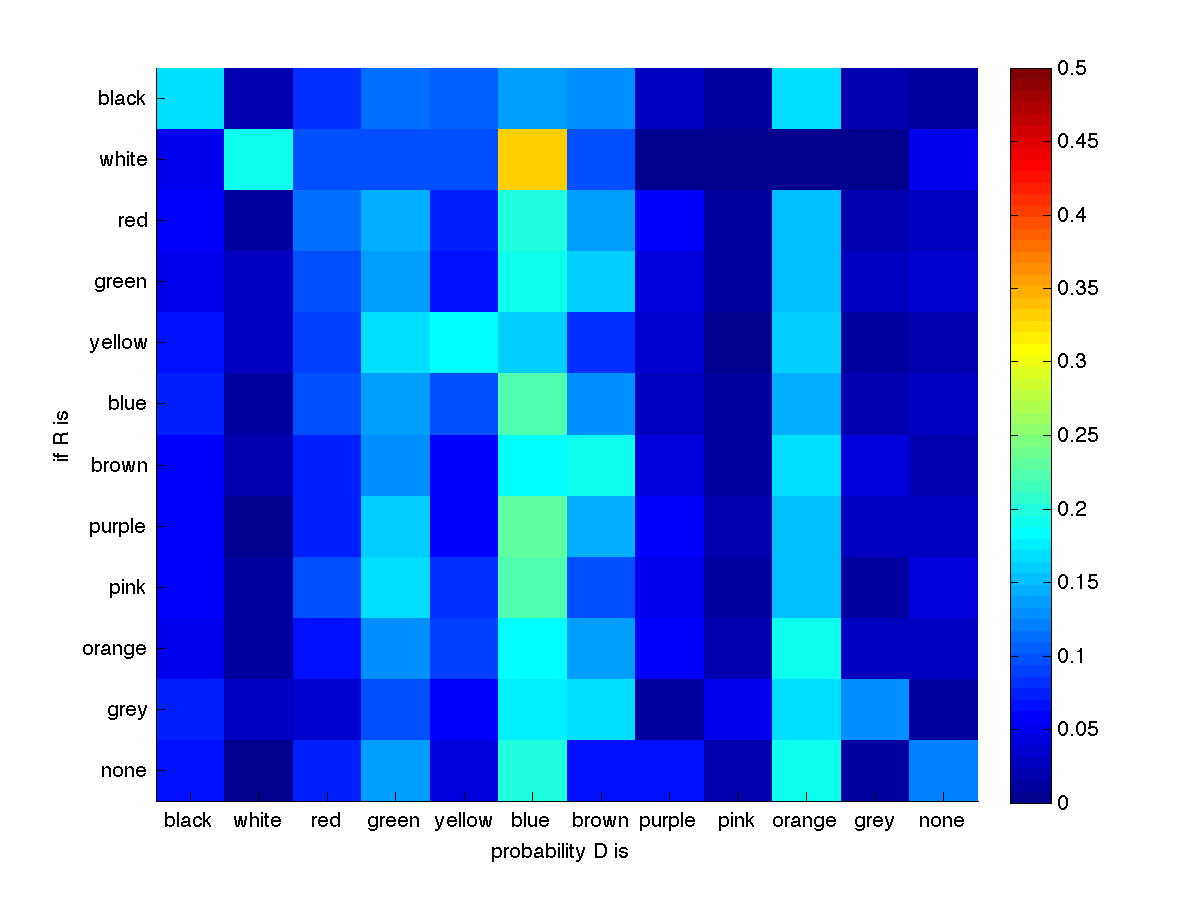 black
white
red
green
yellow
blue
brown
purple
pink
orange
grey
none
if R is
black white red green yellow blue brown purple pink orange grey none
probability D is
0.5
0.45
0.4
0.35
0.3
0.25
0.2
0.15
0.1
0.05
0